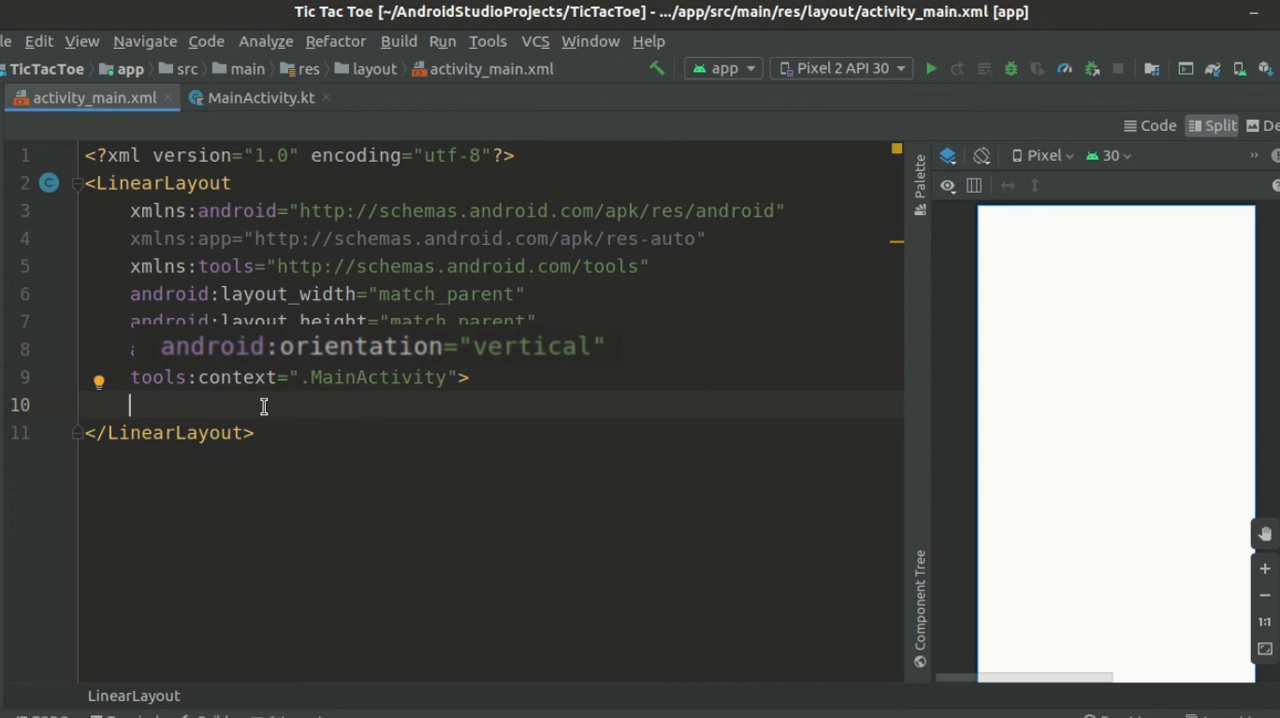 Tic Tac Toe [~/AndroidStudioProjects/TicTacToe] - .../app/src/main/res/layout/activity_main.xml [app]
Edit View Navigate Code Analyze Refactor Build Run Tools VCS Window Help
TicTacToe app src main res layout activity_main.xml app Pixel 2 API 30
activity_main.xml MainActivity.kt
Code Split
Pixel 30
Palette
1 <?xml version="1.0" encoding="utf-8"?>
2 <LinearLayout
3 xmlns:android="http://schemas.android.com/apk/res/android"
4 xmlns:app="http://schemas.android.com/apk/res-auto"
5 xmlns:tools="http://schemas.android.com/tools"
6 android:layout_width="match_parent"
7 android:layout_height="match_parent"
8 android:orientation="vertical"
9 tools:context=".MainActivity">
10
11 </LinearLayout>
Component Tree
1:1
LinearLayout